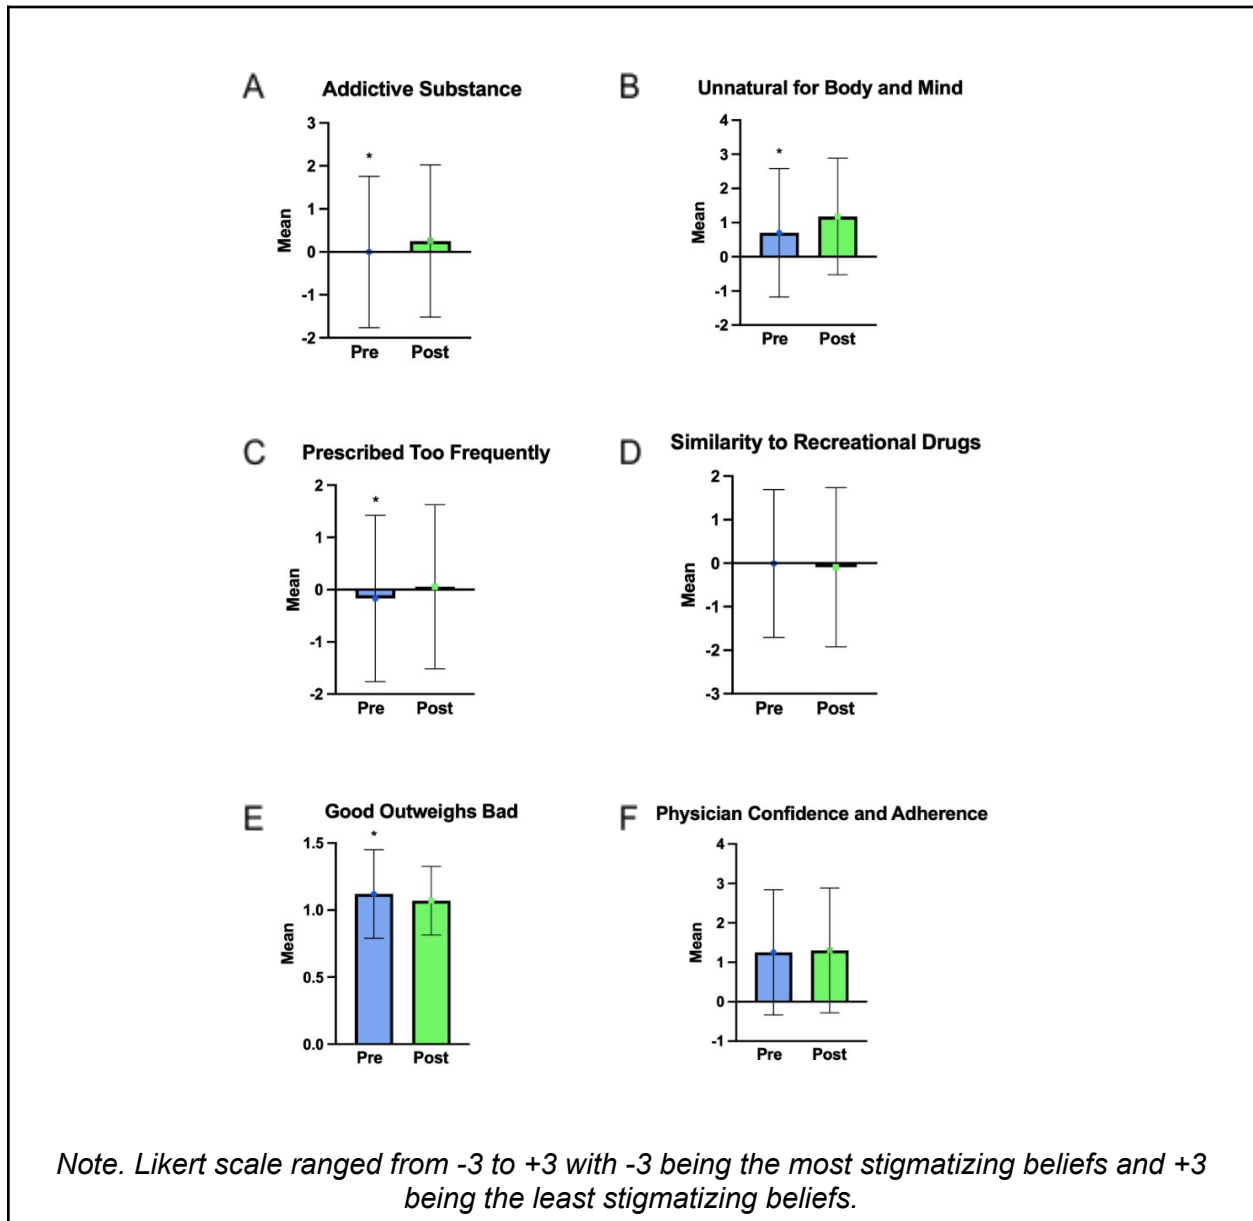 A Addictive Substance
3
2
1
0
-1
-2
Mean
*
Pre Post
B Unnatural for Body and Mind
4
3
2
1
0
-1
-2
Mean
*
Pre Post
C Prescribed Too Frequently
2
1
0
-1
-2
Mean
*
Pre Post
D Similarity to Recreational Drugs
2
1
0
-1
-2
-3
Mean
Pre Post
E Good Outweighs Bad
1.5
1.0
0.5
0.0
Mean
*
Pre Post
F Physician Confidence and Adherence
4
3
2
1
0
-1
Mean
Pre Post
Note. Likert scale ranged from -3 to +3 with -3 being the most stigmatizing beliefs and +3
being the least stigmatizing beliefs.